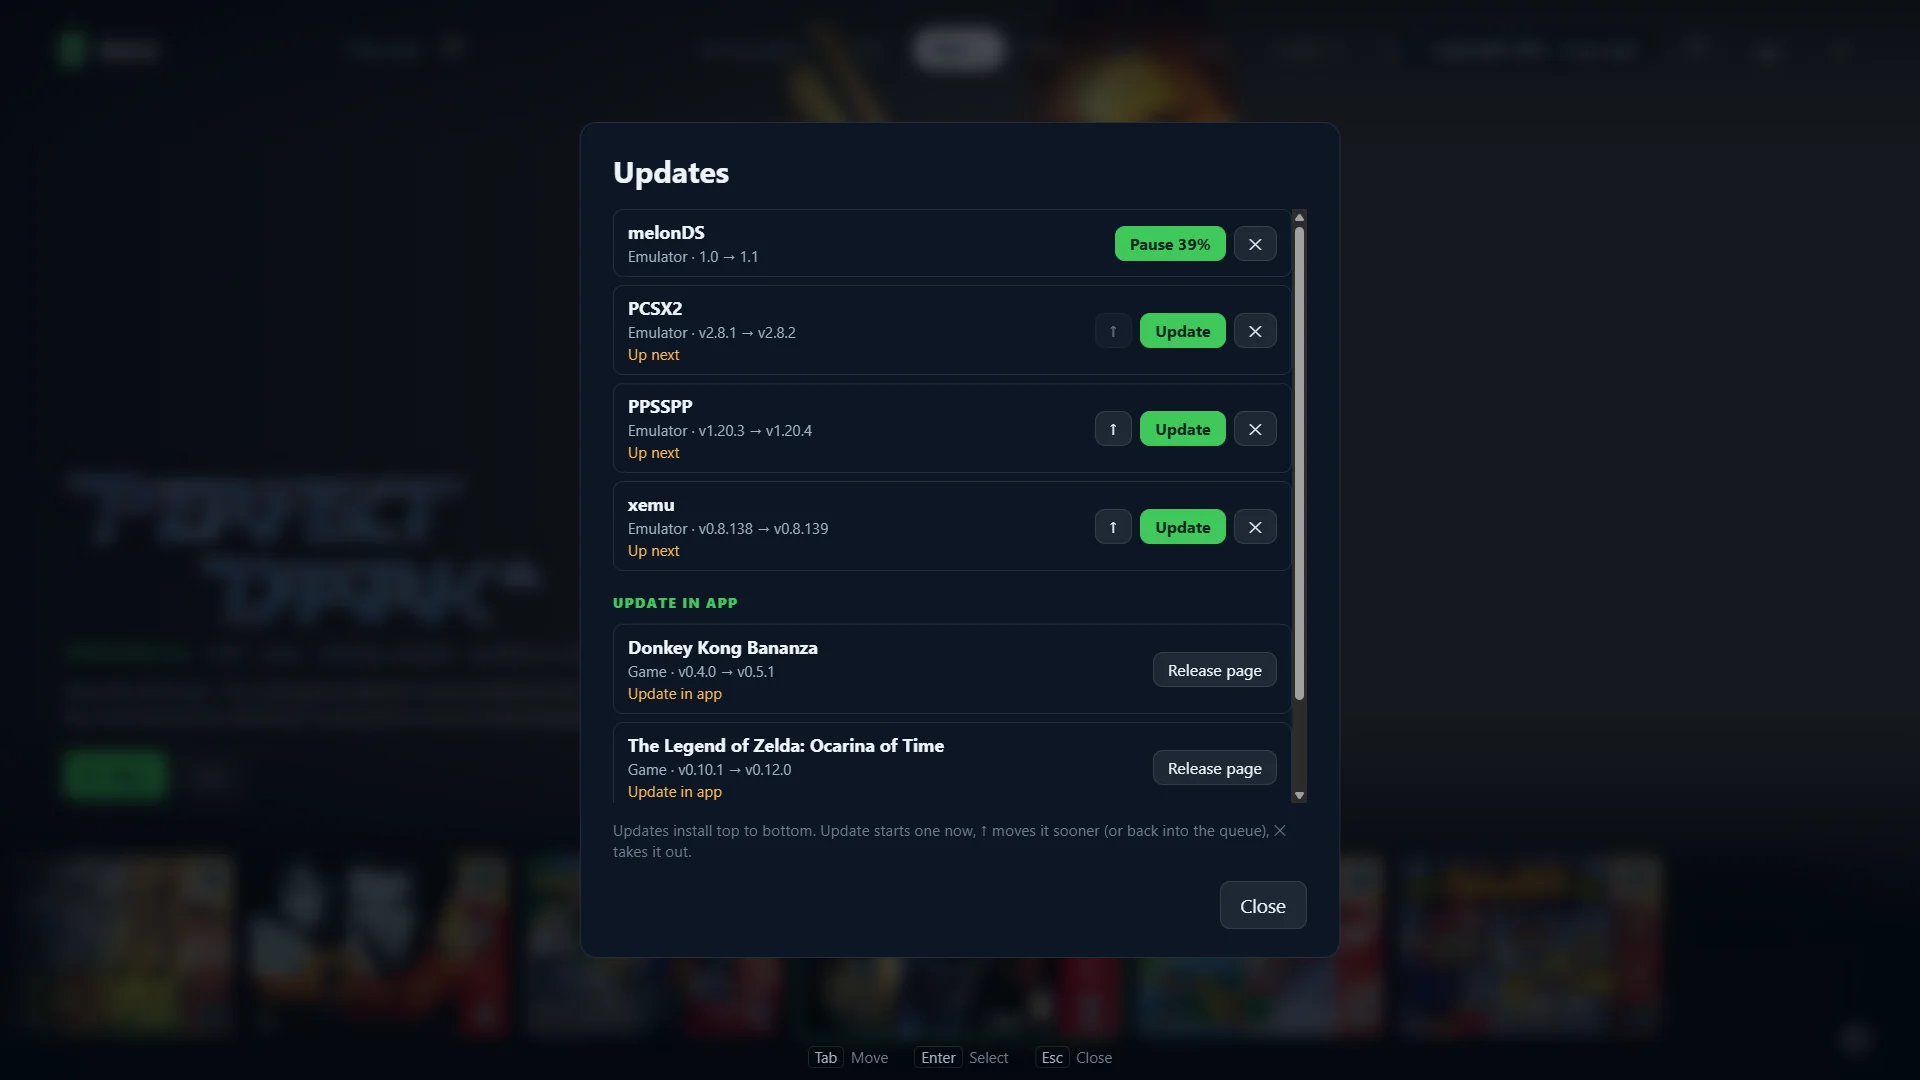 Updates
melonDS
Emulator · 1.0 → 1.1
Pause 39%
×
PCSX2
Emulator · v2.8.1 → v2.8.2
Up next
↑
Update
×
PPSSPP
Emulator · v1.20.3 → v1.20.4
Up next
↑
Update
×
xemu
Emulator · v0.8.138 → v0.8.139
Up next
↑
Update
×
UPDATE IN APP
Donkey Kong Bananza
Game · v0.4.0 → v0.5.1
Update in app
Release page
The Legend of Zelda: Ocarina of Time
Game · v0.10.1 → v0.12.0
Update in app
Release page
Updates install top to bottom. Update starts one now, ↑ moves it sooner (or back into the queue), ×
takes it out.
Close
PERFECT
DARK
Tab Move Enter Select Esc Close